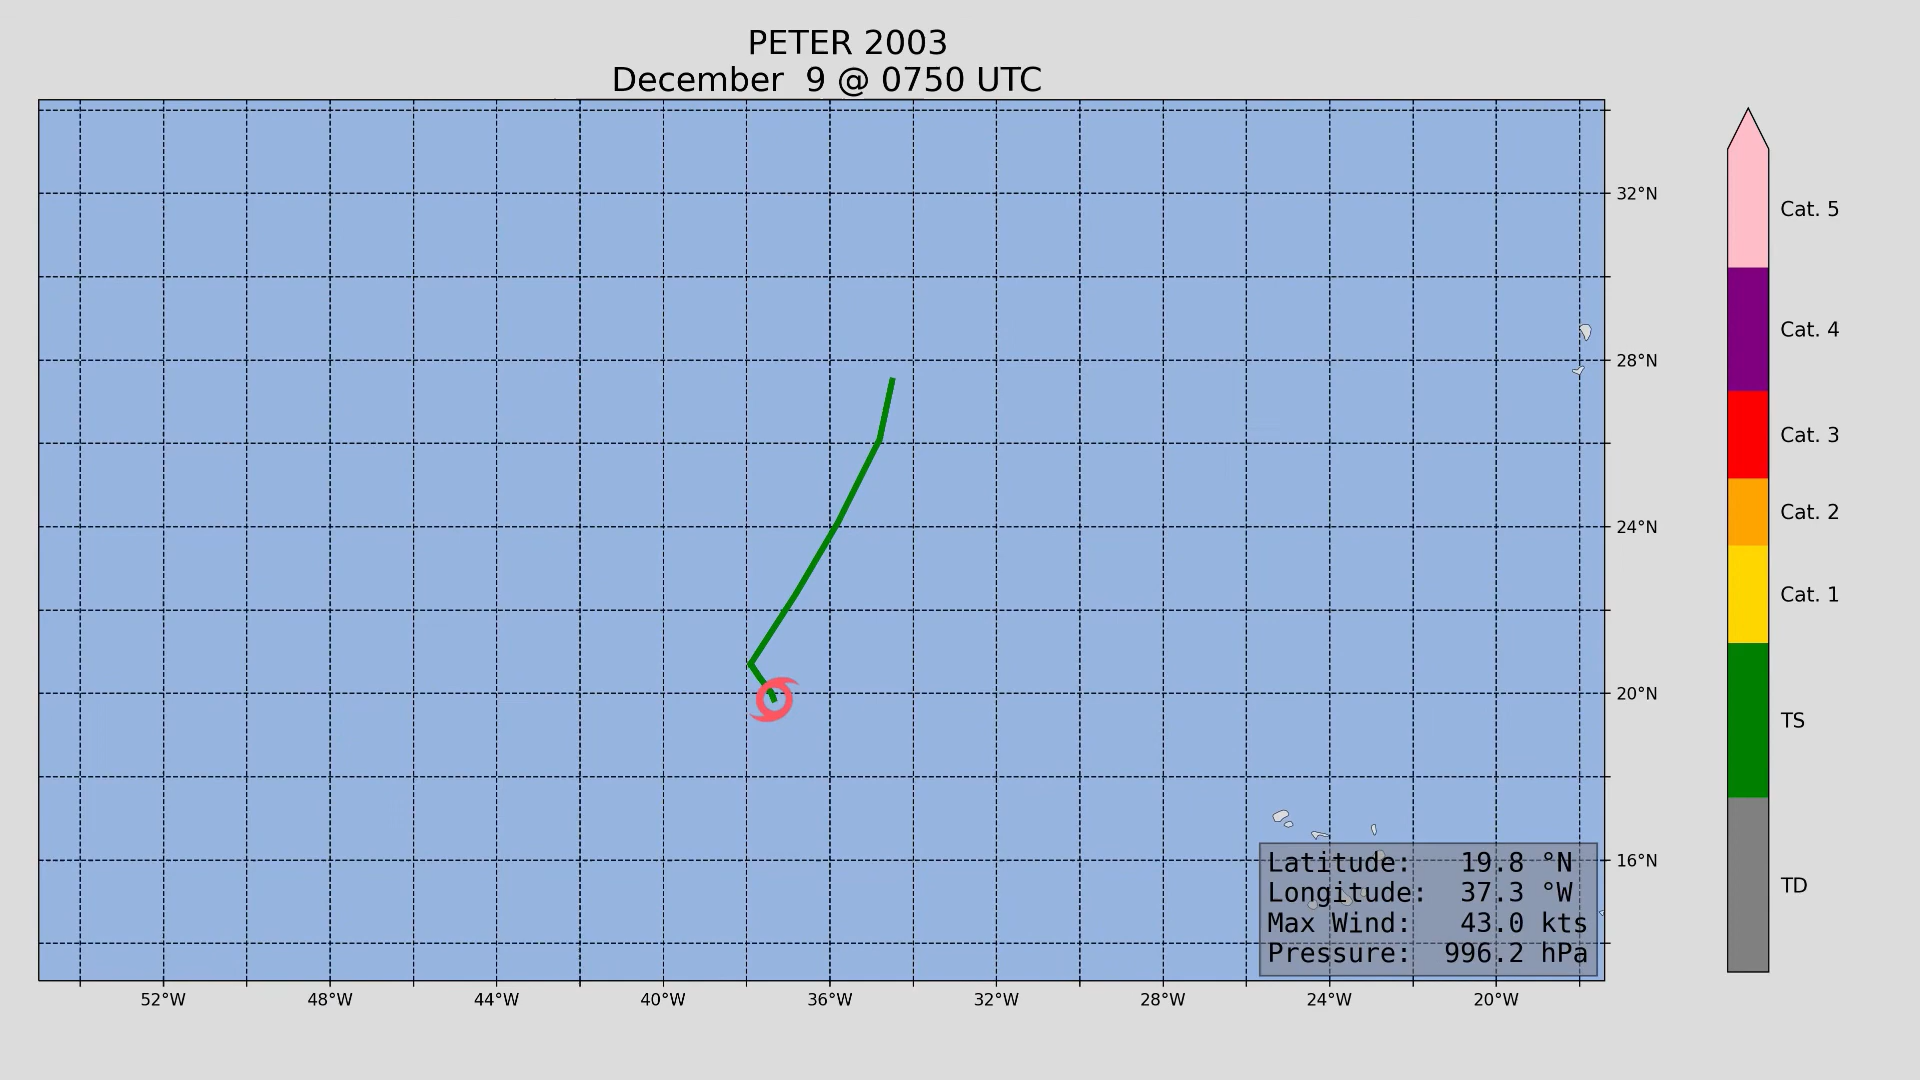 PETER 2003
December  9 @ 0750 UTC
32°N
28°N
24°N
20°N
16°N
52°W
48°W
44°W
40°W
36°W
32°W
28°W
24°W
20°W
Latitude:   19.8 °N
Longitude:  37.3 °W
Max Wind:   43.0 kts
Pressure:  996.2 hPa
Cat. 5
Cat. 4
Cat. 3
Cat. 2
Cat. 1
TS
TD